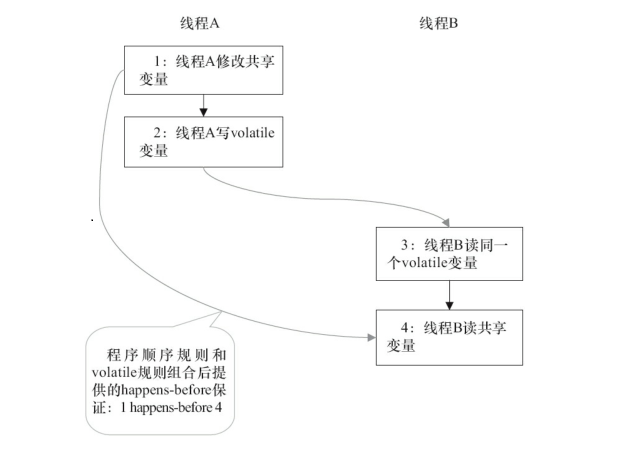 线程A
线程B
1：线程A修改共享
变量
2：线程A写volatile
变量
3：线程B读同一
个volatile变量
4：线程B读共享
变量
程序顺序规则和
volatile规则组合后提
供的happens-before保
证：1 happens-before 4